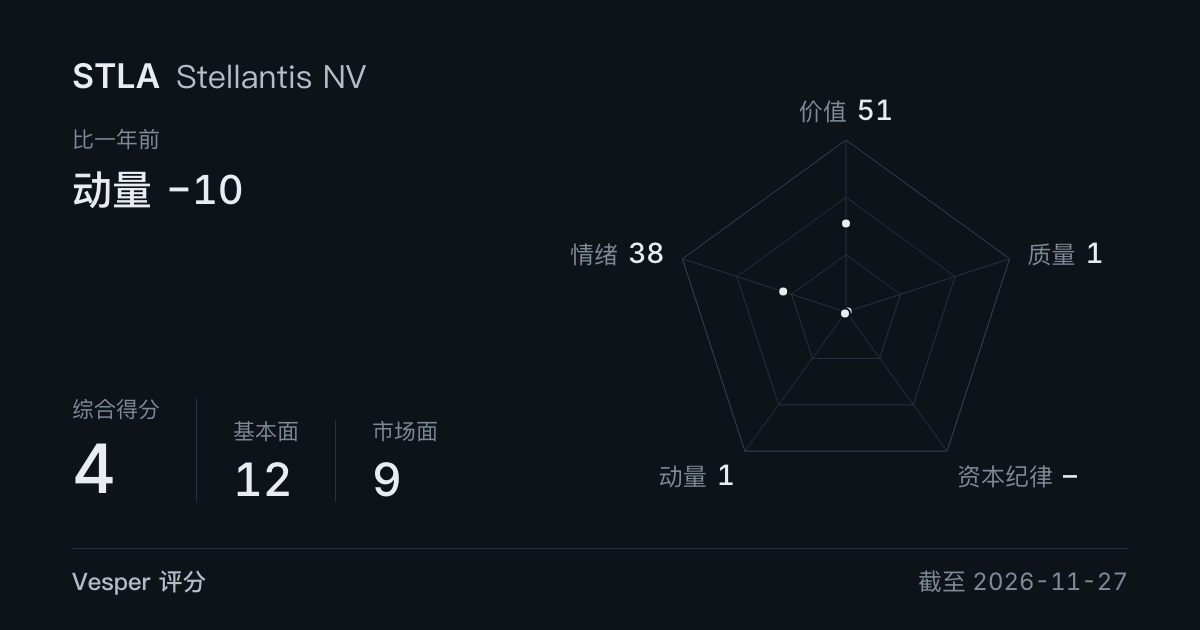 STLA Stellantis NV
比一年前
动量 −10
价值 51
情绪 38
质量 1
动量 1
资本纪律 –
综合得分
4
基本面
12
市场面
9
Vesper 评分
截至 2026-11-27